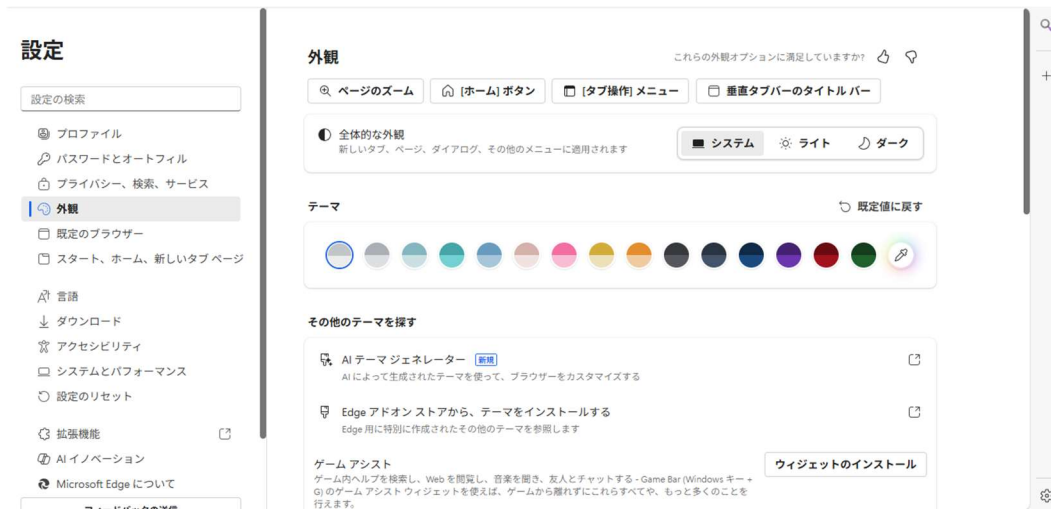 設定
設定の検索
プロファイル
パスワードとオートフィル
プライバシー、検索、サービス
外観
既定のブラウザー
スタート、ホーム、新しいタブ ページ
言語
ダウンロード
アクセシビリティ
システムとパフォーマンス
設定のリセット
拡張機能
AI イノベーション
Microsoft Edge について
フィードバックの送信
外観
これらの外観オプションに満足していますか?
ページのズーム
[ホーム] ボタン
[タブ操作] メニュー
垂直タブバーのタイトル バー
全体的な外観
新しいタブ、ページ、ダイアログ、その他のメニューに適用されます
システム
ライト
ダーク
テーマ
既定値に戻す
その他のテーマを探す
AI テーマ ジェネレーター 新規
AI によって生成されたテーマを使って、ブラウザーをカスタマイズする
Edge アドオン ストアから、テーマをインストールする
Edge 用に特別に作成されたその他のテーマを参照します
ゲーム アシスト
ゲーム内ヘルプを検索し、Web を閲覧し、音楽を聞き、友人とチャットする - Game Bar (Windows キー +
G) のゲーム アシスト ウィジェットを使えば、ゲームから離れずにこれらすべてや、もっと多くのことを
行えます。
ウィジェットのインストール